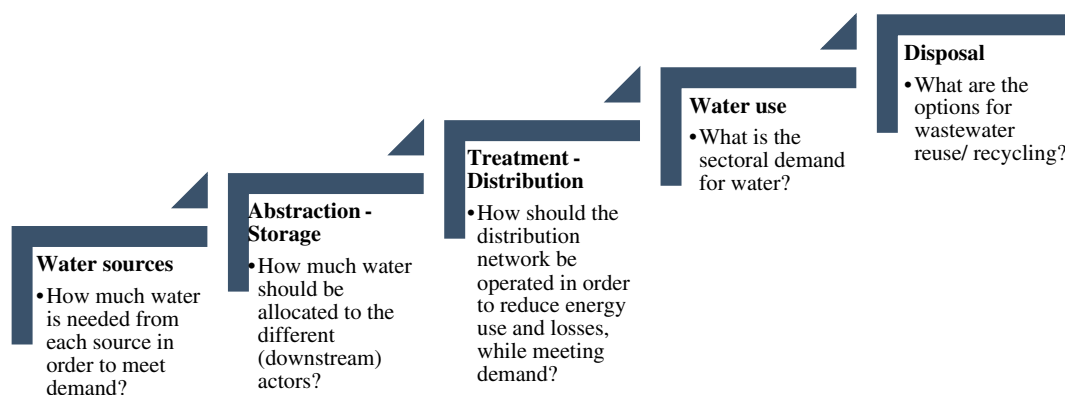 Water sources
•How much water
is needed from
each source in
order to meet
demand?
Abstraction -
Storage
•How much water
should be
allocated to the
different
(downstream)
actors?
Treatment -
Distribution
•How should the
distribution
network be
operated in order
to reduce energy
use and losses,
while meeting
demand?
Water use
•What is the
sectoral demand
for water?
Disposal
•What are the
options for
wastewater
reuse/ recycling?